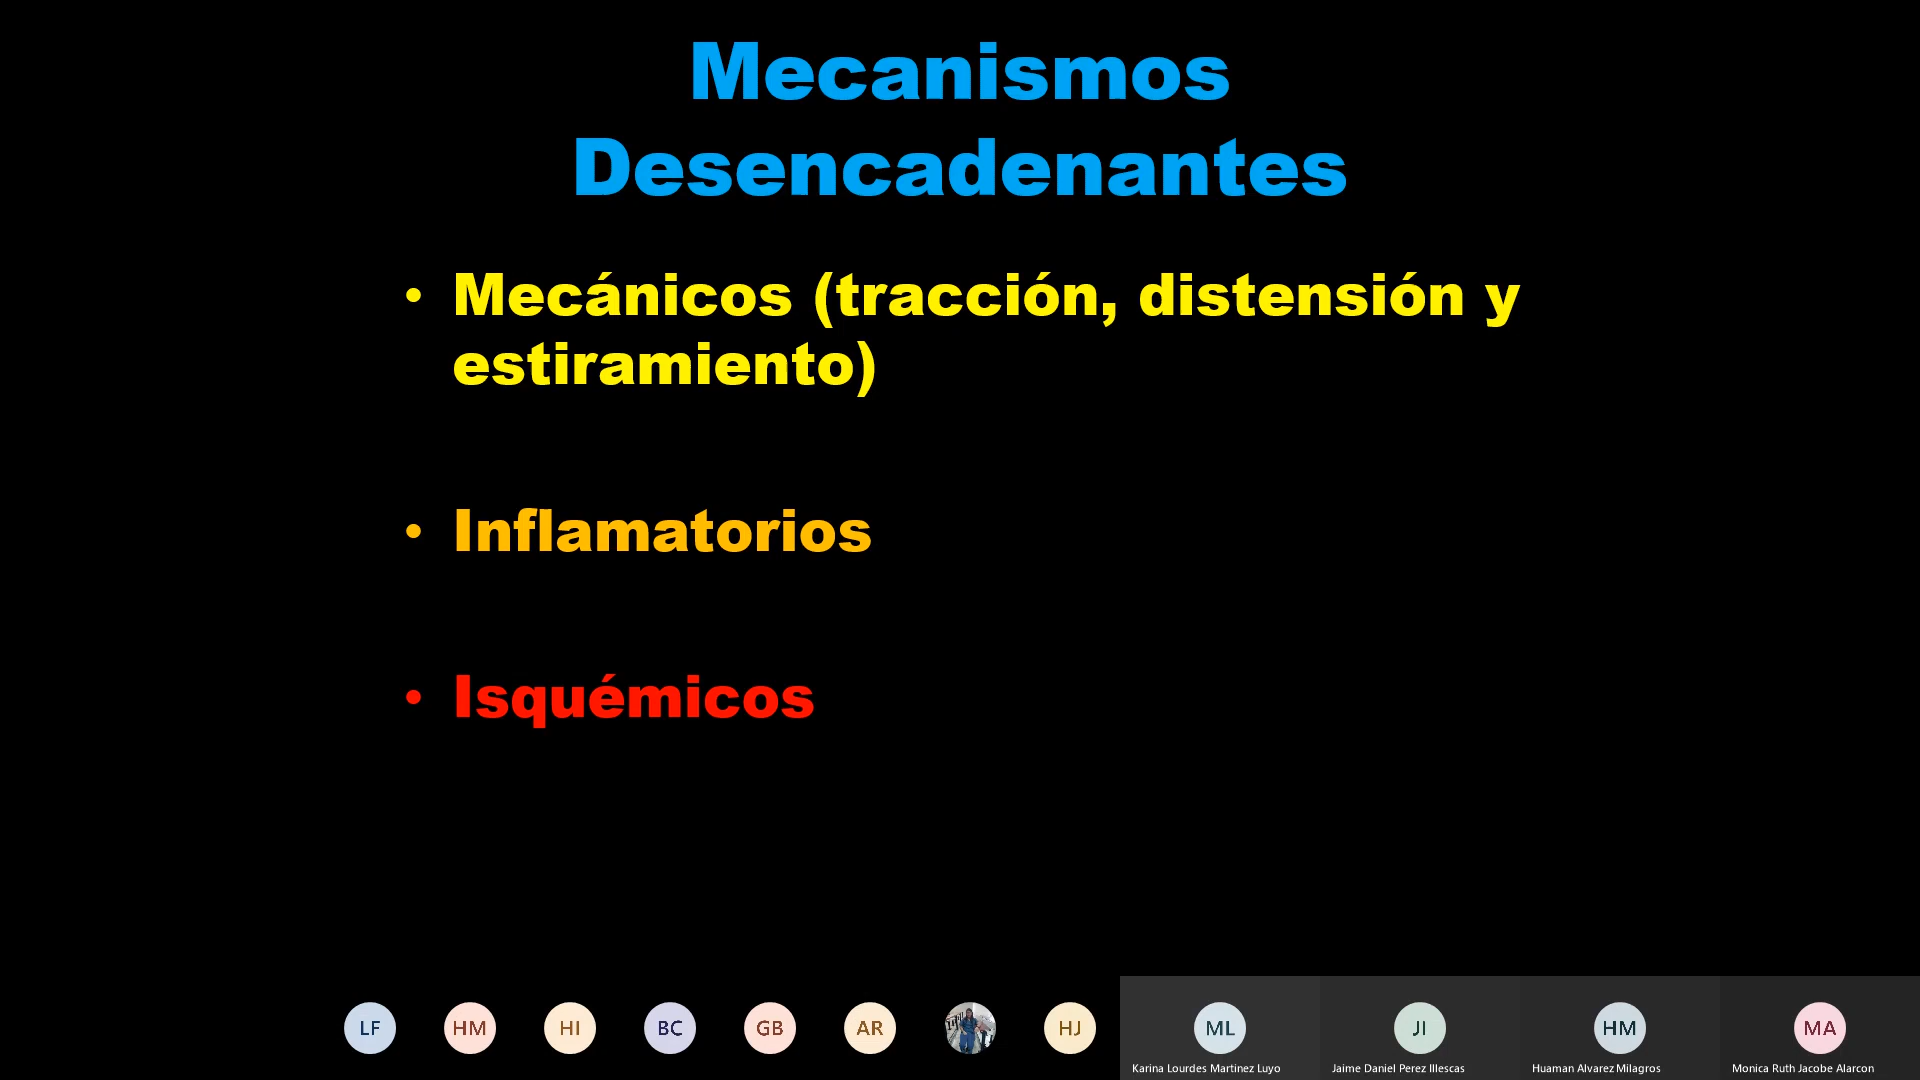 Mecanismos
Desencadenantes
• Mecánicos (tracción, distensión y
estiramiento)
• Inflamatorios
• Isquémicos
LF HM HI BC GB AR HJ ML JI HM MA
Karina Lourdes Martinez Luyo Jaime Daniel Perez Illescas Huaman Alvarez Milagros Monica Ruth Jacobe Alarcon